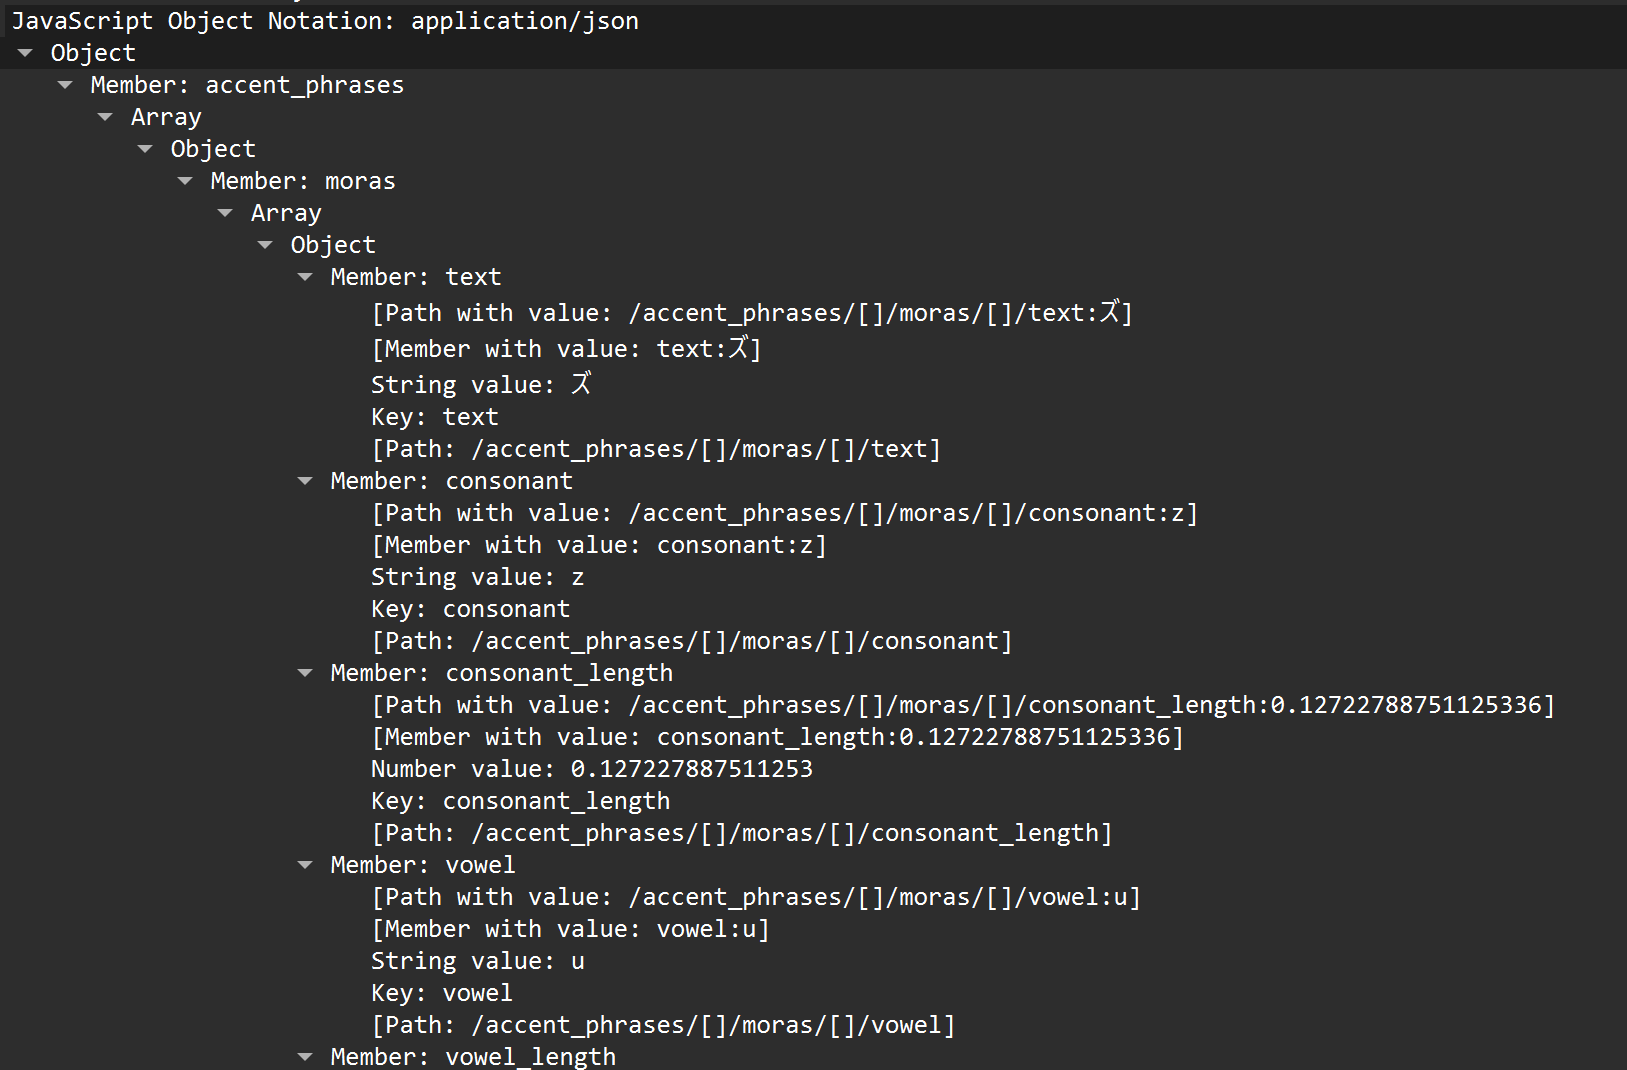 JavaScript Object Notation: application/json
Object
Member: accent_phrases
Array
Object
Member: moras
Array
Object
Member: text
[Path with value: /accent_phrases/[]/moras/[]/text:ズ]
[Member with value: text:ズ]
String value: ズ
Key: text
[Path: /accent_phrases/[]/moras/[]/text]
Member: consonant
[Path with value: /accent_phrases/[]/moras/[]/consonant:z]
[Member with value: consonant:z]
String value: z
Key: consonant
[Path: /accent_phrases/[]/moras/[]/consonant]
Member: consonant_length
[Path with value: /accent_phrases/[]/moras/[]/consonant_length:0.12722788751125336]
[Member with value: consonant_length:0.12722788751125336]
Number value: 0.127227887511253
Key: consonant_length
[Path: /accent_phrases/[]/moras/[]/consonant_length]
Member: vowel
[Path with value: /accent_phrases/[]/moras/[]/vowel:u]
[Member with value: vowel:u]
String value: u
Key: vowel
[Path: /accent_phrases/[]/moras/[]/vowel]
Member: vowel_length